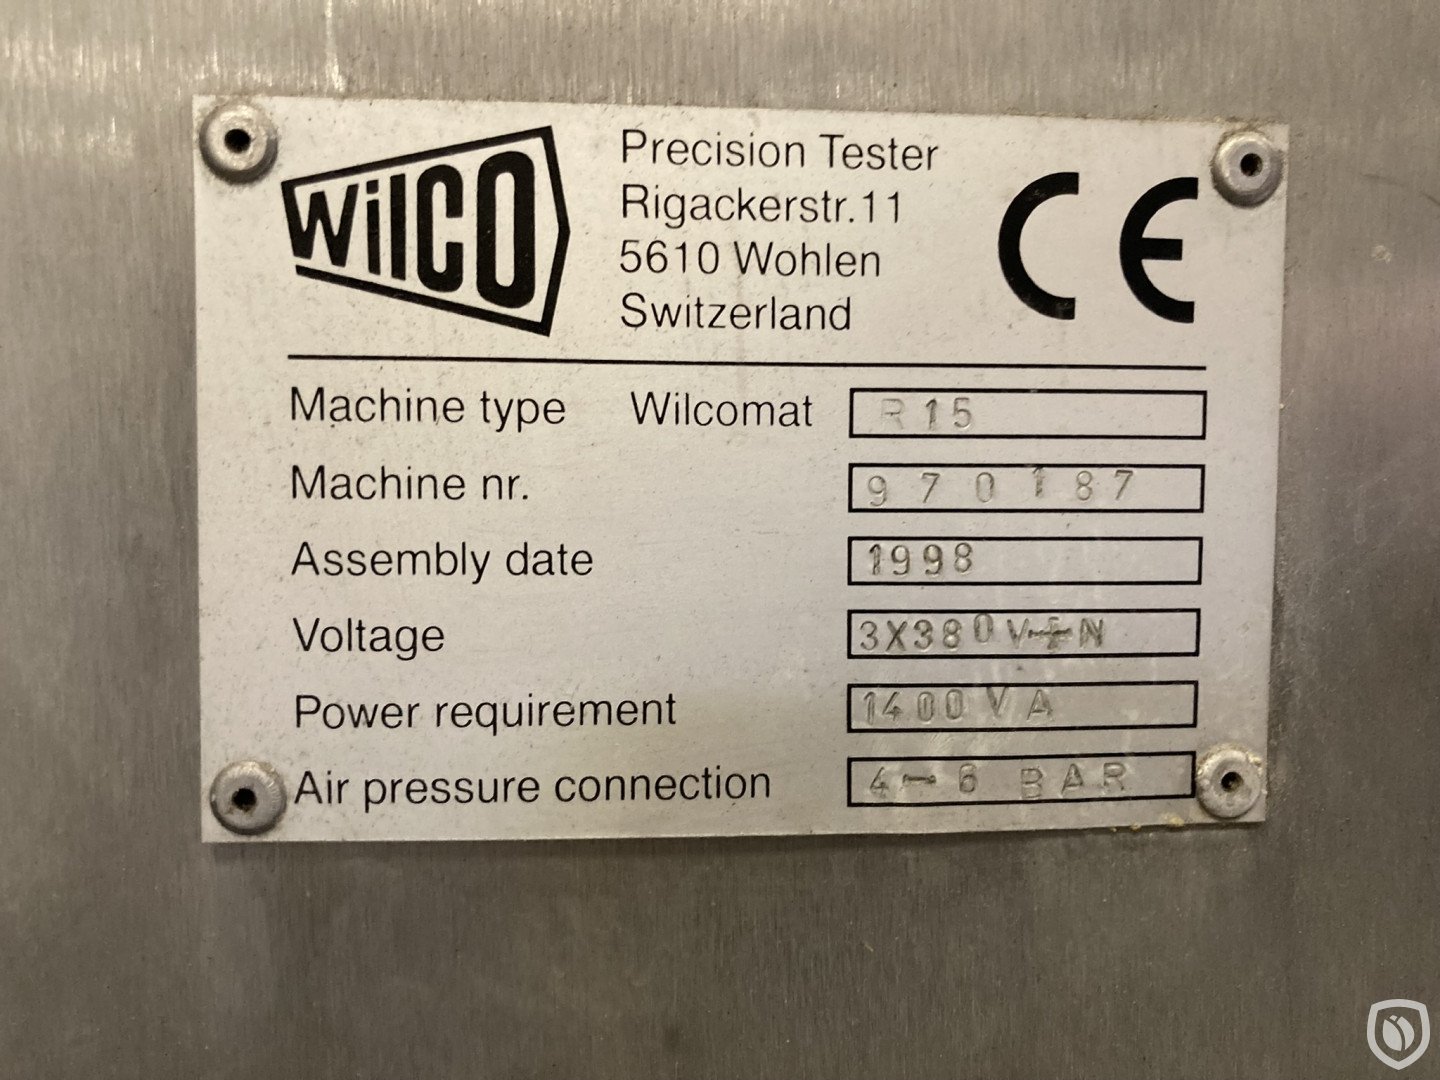 WilCO
Precision Tester
Rigackerstr.11
5610 Wohlen
Switzerland
CE
Machine type Wilcomat R15
Machine nr. 970187
Assembly date 1998
Voltage 3X380V+N
Power requirement 1400VA
Air pressure connection 4-6 BAR